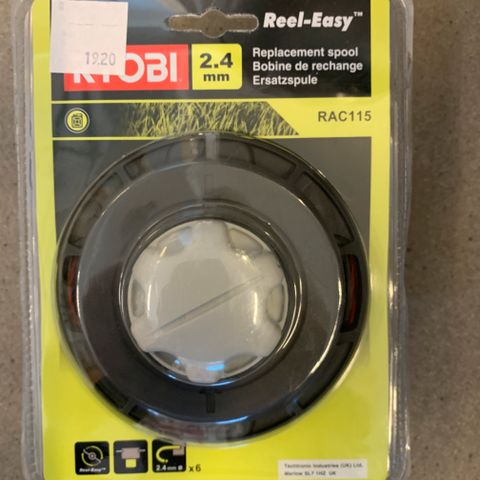 Reel-Easy™
1920
RYOBI
2.4
mm
Replacement spool
Bobine de rechange
Ersatzspule
RAC115
Reel-Easy™
2.4 mm Ø
x 6
Techtronic Industries (UK) Ltd.
Marlow SL7 1HZ UK